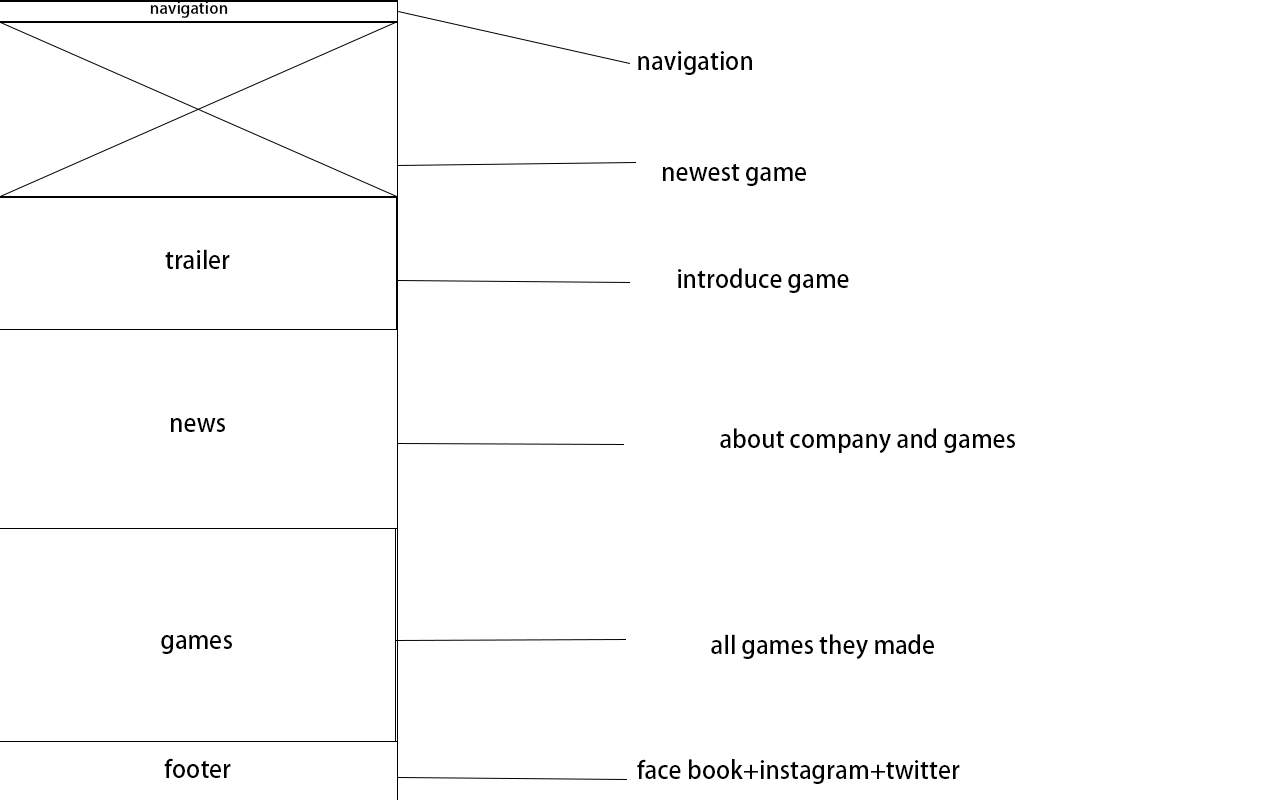 navigation
navigation
newest game
trailer
introduce game
news
about company and games
games
all games they made
footer
face book+instagram+twitter